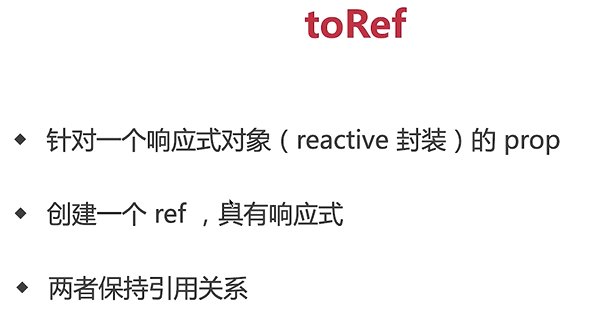 toRef
◆ 针对一个响应式对象（reactive 封装）的 prop
◆ 创建一个 ref ，具有响应式
◆ 两者保持引用关系